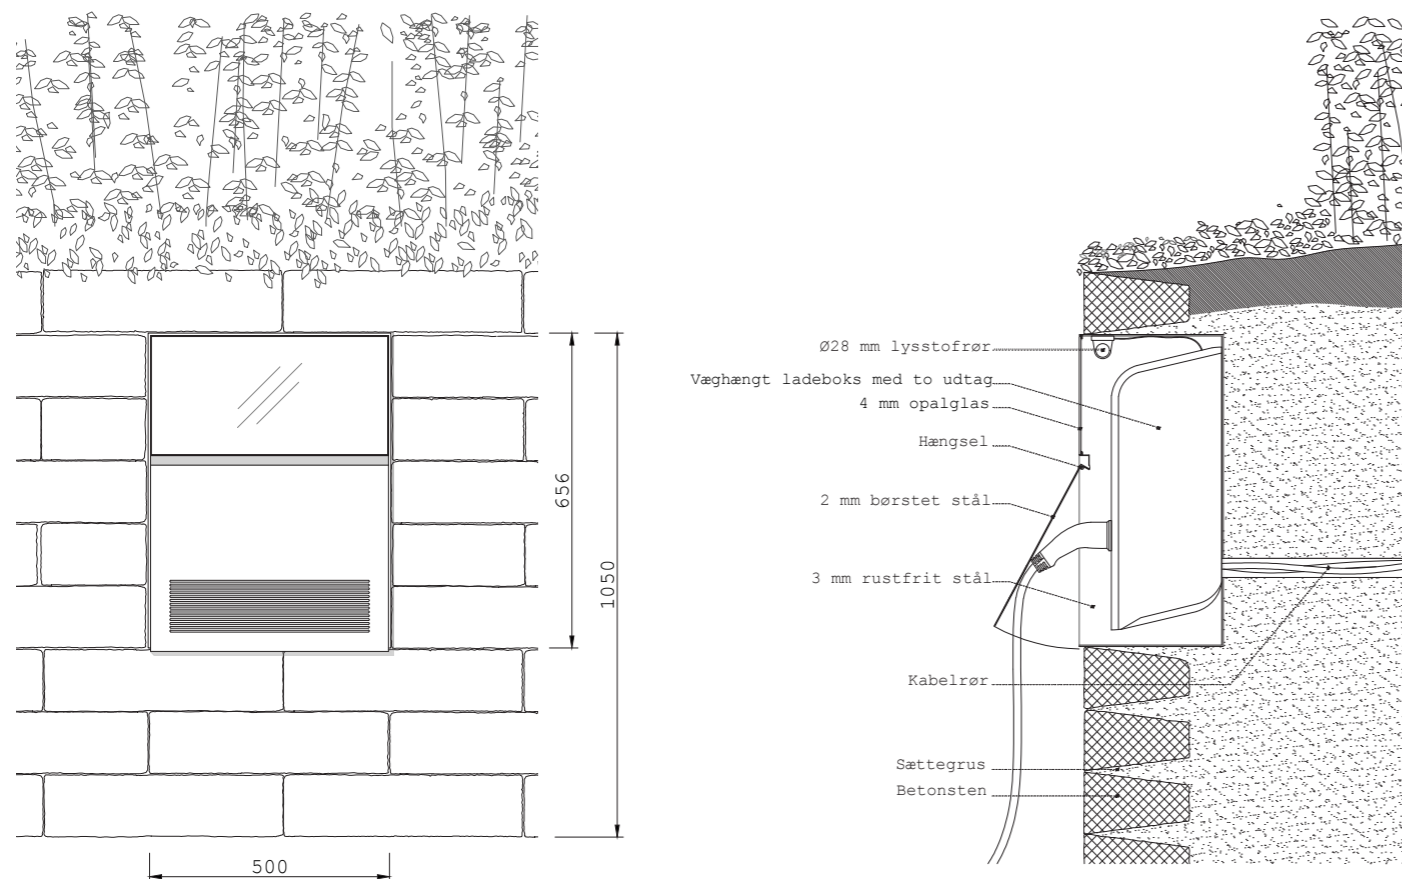 656
1050
500
Ø28 mm lysstofrør
Væghængt ladeboks med to udtag
4 mm opalglas
Hængsel
2 mm børstet stål
3 mm rustfrit stål
Kabelrør
Sættegrus
Betonsten